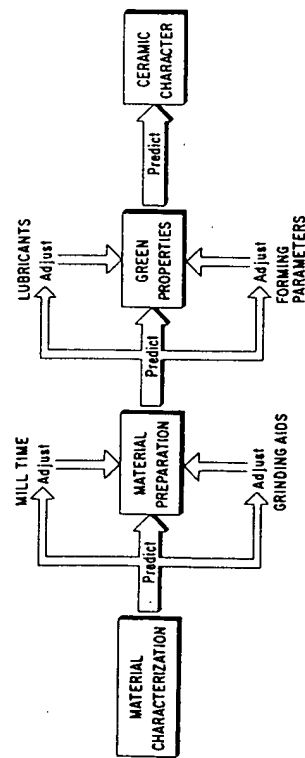 MATERIAL
CHARACTERIZATION
Predict
MILL TIME
Adjust
MATERIAL
PREPARATION
Adjust
GRINDING AIDS
Predict
LUBRICANTS
Adjust
GREEN
PROPERTIES
Adjust
FORMING
PARAMETERS
Predict
CERAMIC
CHARACTER